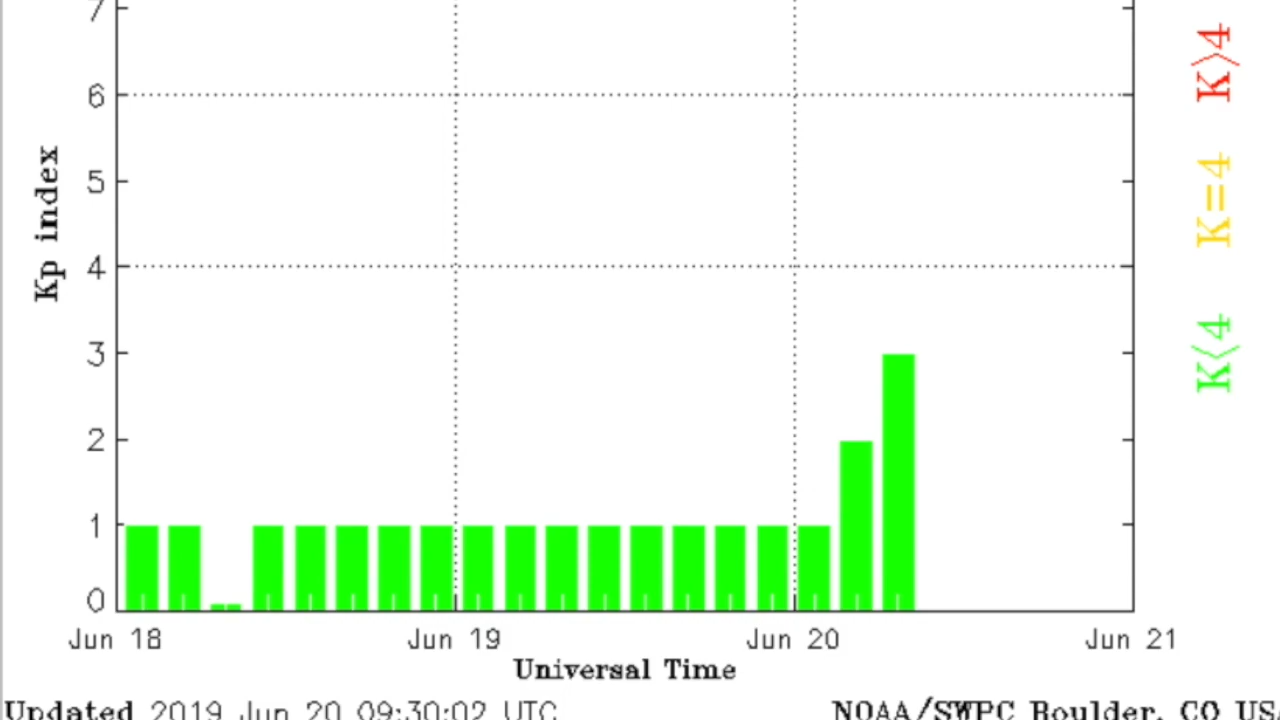 7
6
5
4
3
2
1
0
Kp index
Jun 18
Jun 19
Jun 20
Jun 21
Universal Time
K>4
K=4
K<4
Updated 2019 Jun 20 09:30:02 UTC
NOAA/SWPC Boulder, CO USA